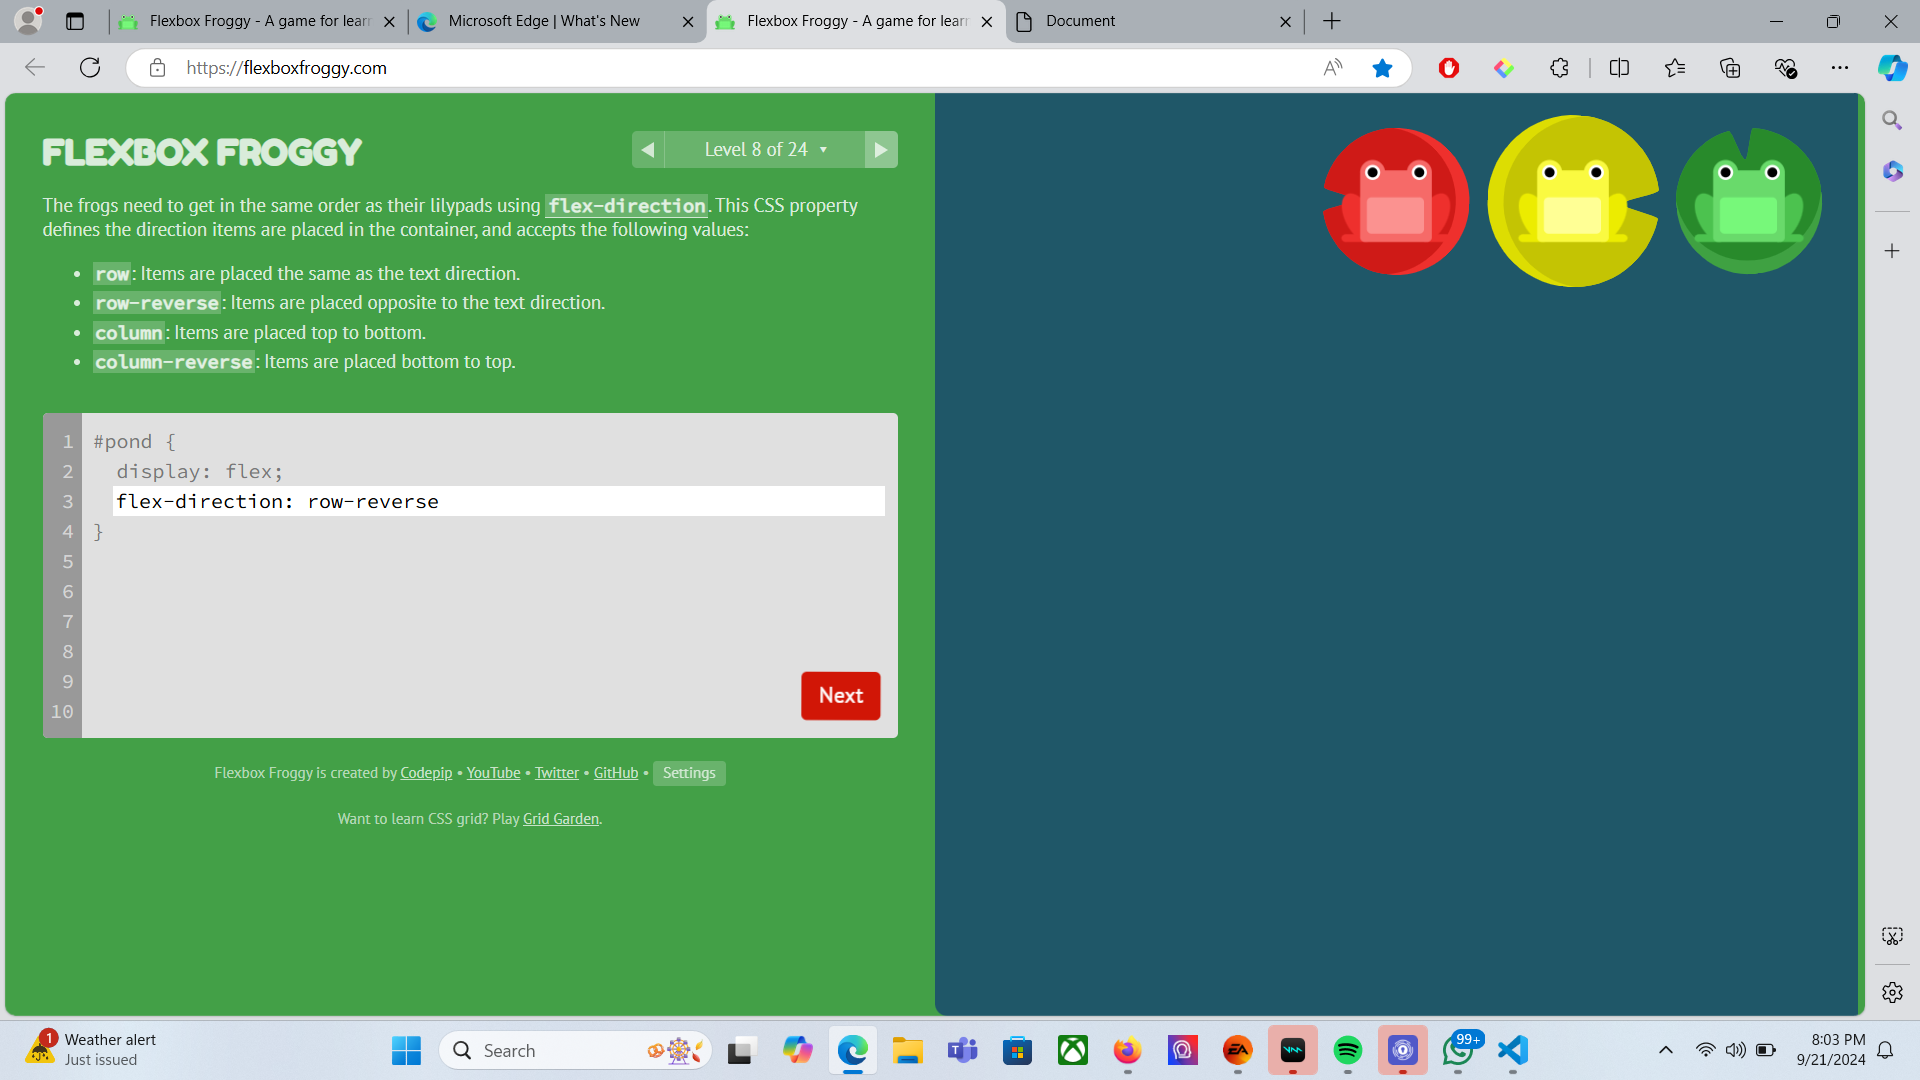 Flexbox Froggy - A game for lear
Microsoft Edge | What's New
Flexbox Froggy - A game for lear
Document
https://flexboxfroggy.com
FLEXBOX FROGGY
Level 8 of 24
The frogs need to get in the same order as their lilypads using flex-direction. This CSS property
defines the direction items are placed in the container, and accepts the following values:
• row: Items are placed the same as the text direction.
• row-reverse: Items are placed opposite to the text direction.
• column: Items are placed top to bottom.
• column-reverse: Items are placed bottom to top.
1 #pond {
2 display: flex;
3 flex-direction: row-reverse
4 }
5
6
7
8
9
10
Next
Flexbox Froggy is created by Codepip • YouTube • Twitter • GitHub • Settings
Want to learn CSS grid? Play Grid Garden.
1
Weather alert
Just issued
Search
EA
99+
8:03 PM
9/21/2024